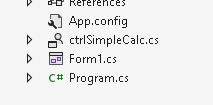 References
App.config
ctrlSimpleCalc.cs
Form1.cs
C# Program.cs